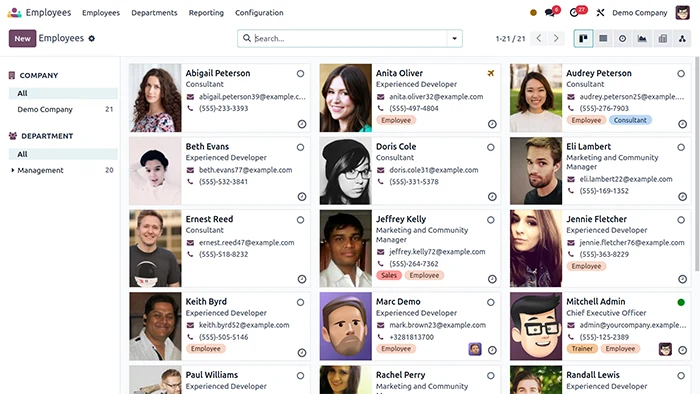 Employees Employees Departments Reporting Configuration 6 27 Demo Company
New Employees Search... 1-21 / 21
COMPANY
All
Demo Company 21
DEPARTMENT
All
Management 20
Abigail Peterson
Consultant
abigail.peterson39@example.c...
(555)-233-3393
Anita Oliver
Experienced Developer
anita.oliver32@example.com
(555)-497-4804
Employee
Audrey Peterson
Consultant
audrey.peterson25@example....
(555)-276-7903
Employee Consultant
Beth Evans
Experienced Developer
beth.evans77@example.com
(555)-532-3841
Doris Cole
Consultant
doris.cole31@example.com
(555)-331-5378
Eli Lambert
Marketing and Community
Manager
eli.lambert22@example.com
(555)-169-1352
Ernest Reed
Consultant
ernest.reed47@example.com
(555)-518-8232
Jeffrey Kelly
Marketing and Community
Manager
jeffrey.kelly72@example.com
(555)-264-7362
Sales Employee
Jennie Fletcher
Experienced Developer
jennie.fletcher76@example.com
(555)-363-8229
Employee
Keith Byrd
Experienced Developer
keith.byrd52@example.com
(555)-505-5146
Employee
Marc Demo
Experienced Developer
mark.brown23@example.com
+3281813700
Employee
Mitchell Admin
Chief Executive Officer
admin@yourcompany.example...
(555)-125-2389
Trainer Employee
Paul Williams
Experienced Developer
Rachel Perry
Marketing and Community
Randall Lewis
Experienced Developer